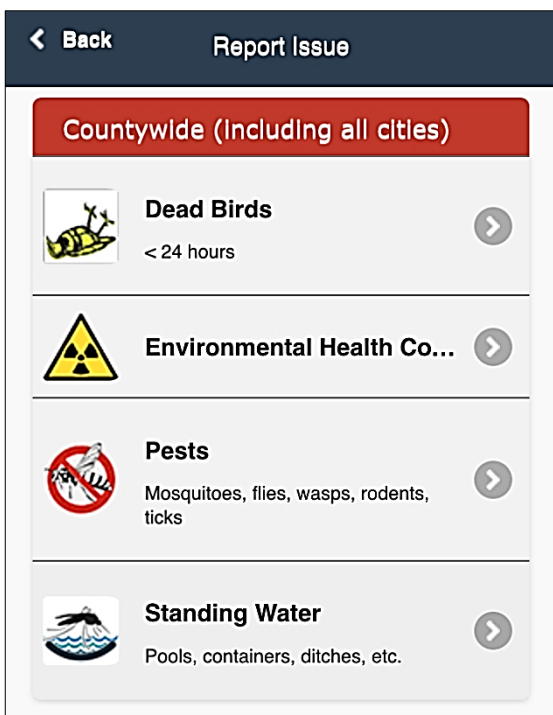 Back
Report Issue
Countywide (including all cities)
Dead Birds
< 24 hours
Environmental Health Co...
Pests
Mosquitoes, flies, wasps, rodents,
ticks
Standing Water
Pools, containers, ditches, etc.